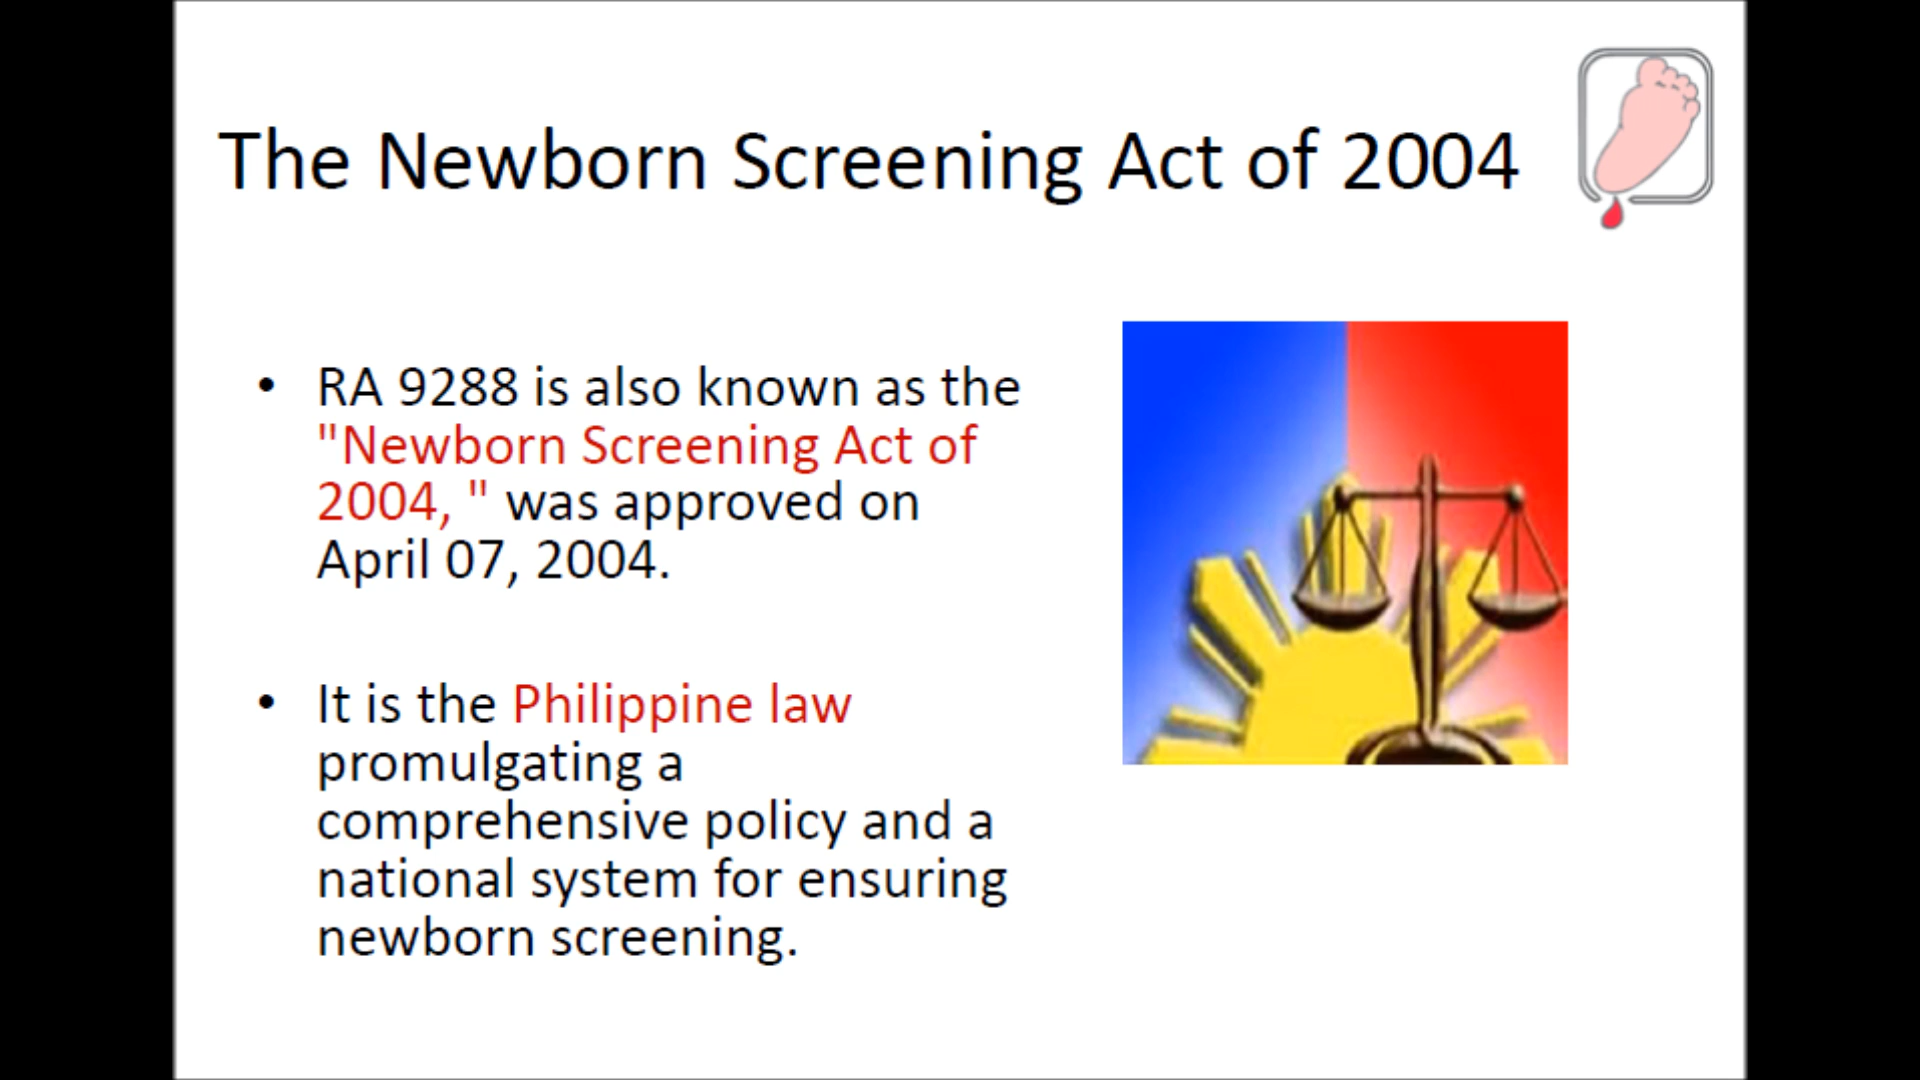 The Newborn Screening Act of 2004
• RA 9288 is also known as the
"Newborn Screening Act of
2004, " was approved on
April 07, 2004.
• It is the Philippine law
promulgating a
comprehensive policy and a
national system for ensuring
newborn screening.